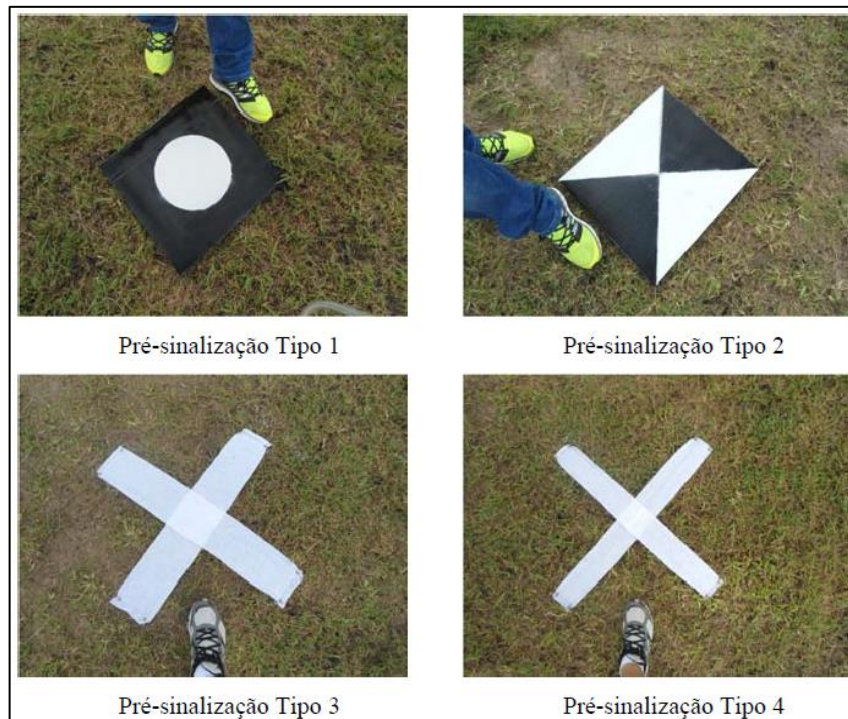 Pré-sinalização Tipo 1
Pré-sinalização Tipo 2
Pré-sinalização Tipo 3
Pré-sinalização Tipo 4